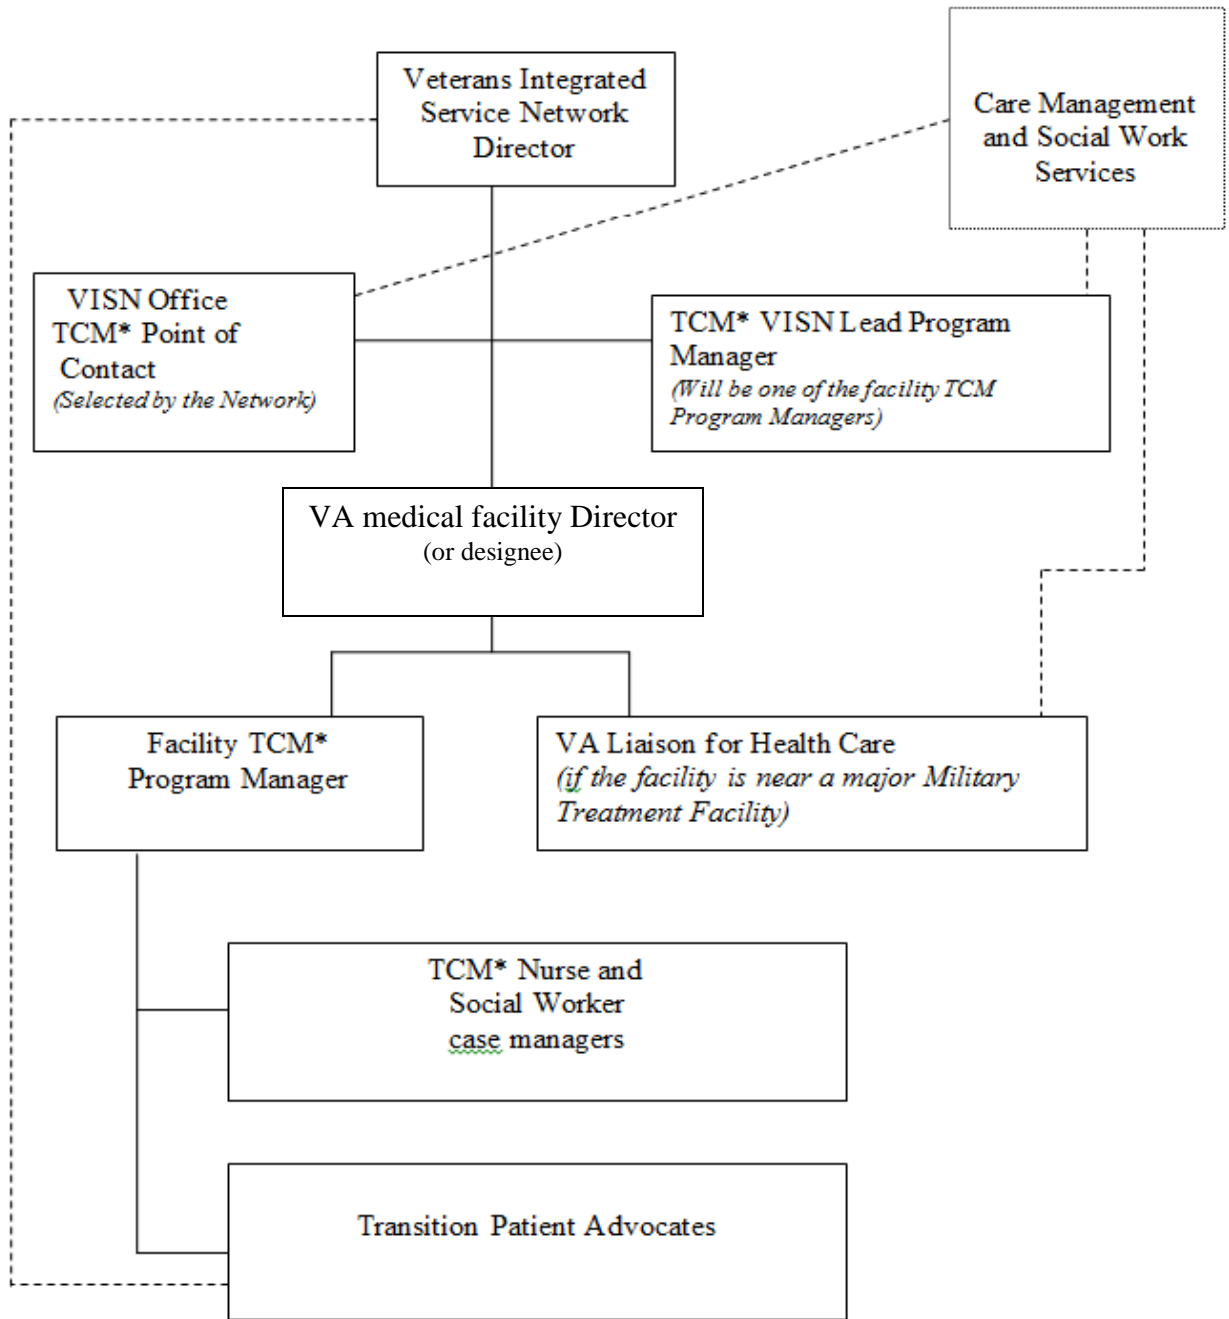 Veterans Integrated
Service Network
Director
Care Management
and Social Work
Services
VISN Office
TCM* Point of
Contact
(Selected by the Network)
TCM* VISN Lead Program
Manager
(Will be one of the facility TCM
Program Managers)
VA medical facility Director
(or designee)
Facility TCM*
Program Manager
VA Liaison for Health Care
(if the facility is near a major Military
Treatment Facility)
TCM* Nurse and
Social Worker
case managers
Transition Patient Advocates